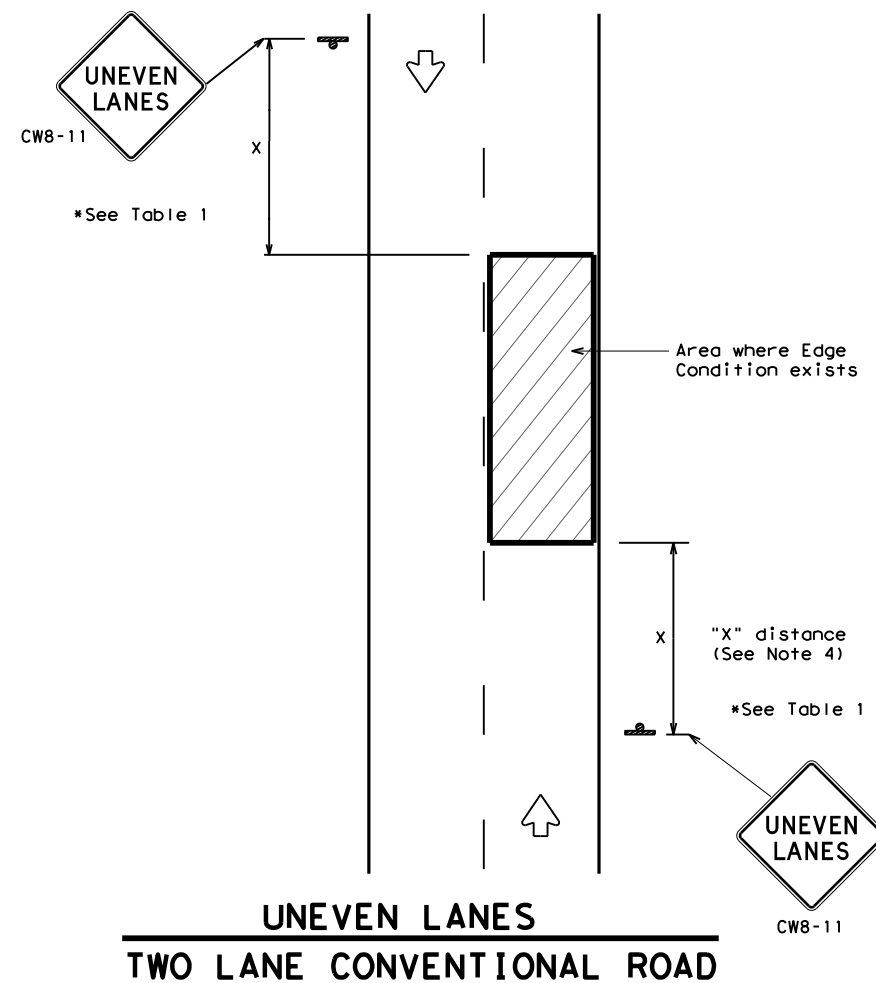 UNEVEN
LANES
CW8-11
X
*See Table 1
Area where Edge
Condition exists
X
"X" distance
(See Note 4)
*See Table 1
UNEVEN
LANES
CW8-11
UNEVEN LANES
TWO LANE CONVENTIONAL ROAD